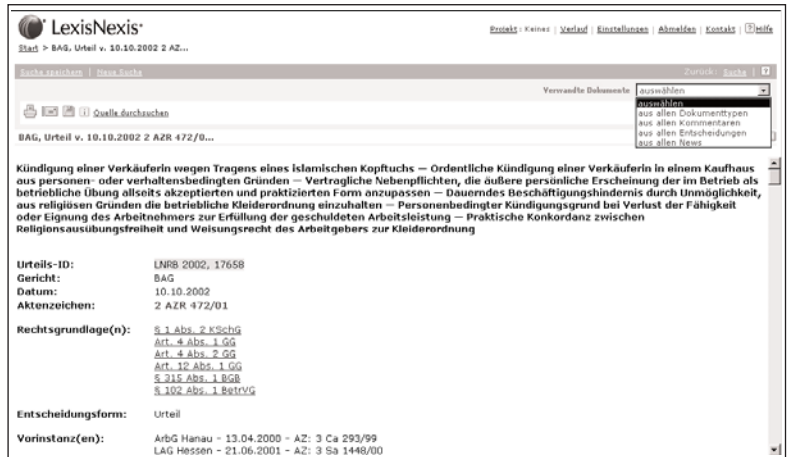 LexisNexis·
Protokt : Keines | Verlauf | Einstellungen | Abmelden | Kontakt | ? Hilfe
Start > BAG, Urteil v. 10.10.2002 2 AZ...
Suche speichern | Neue Suche
Zurück: Suche | ?
Verwandte Dokumente auswählen
auswählen
aus allen Dokumenttypen
aus allen Kommentaren
aus allen Entscheidungen
aus allen News
i Quelle durchsuchen
BAG, Urteil v. 10.10.2002 2 AZR 472/0...
Kündigung einer Verkäuferin wegen Tragens eines islamischen Kopftuchs — Ordentliche Kündigung einer Verkäuferin in einem Kaufhaus
aus personen- oder verhaltensbedingten Gründen — Vertragliche Nebenpflichten, die äußere persönliche Erscheinung der im Betrieb als
betriebliche Übung allseits akzeptierten und praktizierten Form anzupassen — Dauerndes Beschäftigungshindernis durch Unmöglichkeit,
aus religiösen Gründen die betriebliche Kleiderordnung einzuhalten — Personenbedingter Kündigungsgrund bei Verlust der Fähigkeit
oder Eignung des Arbeitnehmers zur Erfüllung der geschuldeten Arbeitsleistung — Praktische Konkordanz zwischen
Religionsausübungsfreiheit und Weisungsrecht des Arbeitgebers zur Kleiderordnung
Urteils-ID: LNRB 2002, 17658
Gericht: BAG
Datum: 10.10.2002
Aktenzeichen: 2 AZR 472/01
Rechtsgrundlage(n): § 1 Abs. 2 KSchG
Art. 4 Abs. 1 GG
Art. 4 Abs. 2 GG
Art. 12 Abs. 1 GG
§ 315 Abs. 1 BGB
§ 102 Abs. 1 BetrVG
Entscheidungsform: Urteil
Vorinstanz(en): ArbG Hanau - 13.04.2000 - AZ: 3 Ca 293/99
LAG Hessen - 21.06.2001 - AZ: 3 Sa 1448/00